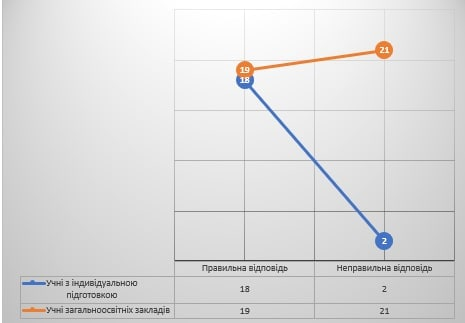 19
18
21
2
Правильна відповідь Неправильна відповідь
Учні з індивідуальною
підготовкою 18 2
Учні загальноосвітніх закладів 19 21